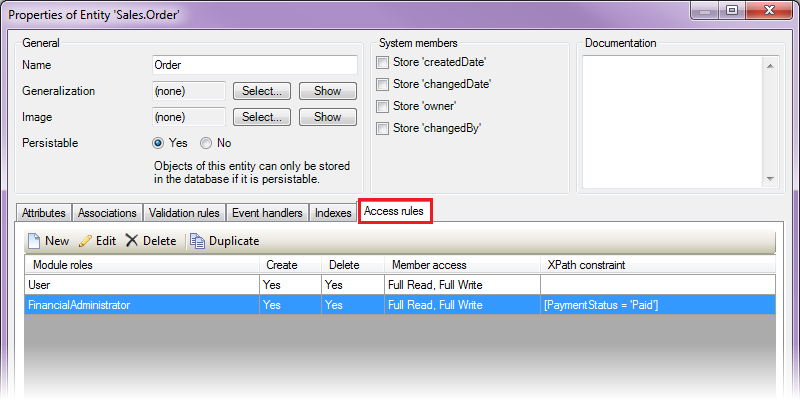 Properties of Entity 'Sales.Order'
General
System members
Documentation
Name Order
Store 'createdDate'
Generalization (none) Select... Show
Store 'changedDate'
Image (none) Select... Show
Store 'owner'
Persistable Yes No
Store 'changedBy'
Objects of this entity can only be stored
in the database if it is persistable.
Attributes Associations Validation rules Event handlers Indexes Access rules
New Edit Delete Duplicate
Module roles Create Delete Member access XPath constraint
User Yes Yes Full Read, Full Write
FinancialAdministrator Yes Yes Full Read, Full Write [PaymentStatus = 'Paid']